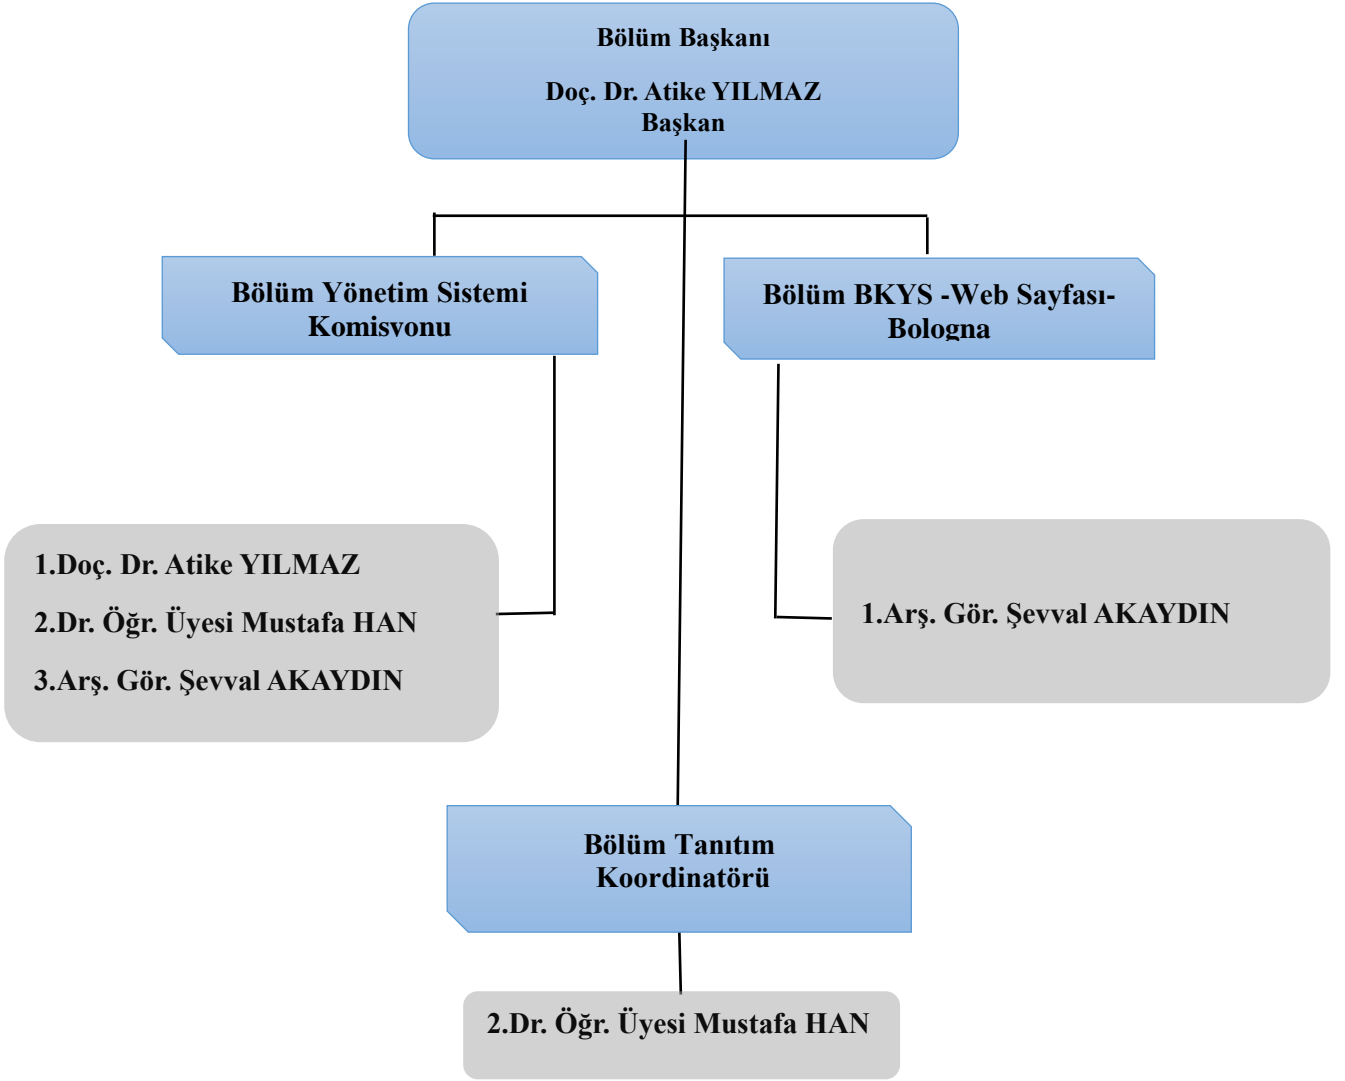 Bölüm Başkanı
Doç. Dr. Atike YILMAZ
Başkan
Bölüm Yönetim Sistemi
Komisyonu
Bölüm BKYS -Web Sayfası-
Bologna
1.Doç. Dr. Atike YILMAZ
2.Dr. Öğr. Üyesi Mustafa HAN
3.Arş. Gör. Şevval AKAYDIN
1.Arş. Gör. Şevval AKAYDIN
Bölüm Tanıtım
Koordinatörü
2.Dr. Öğr. Üyesi Mustafa HAN